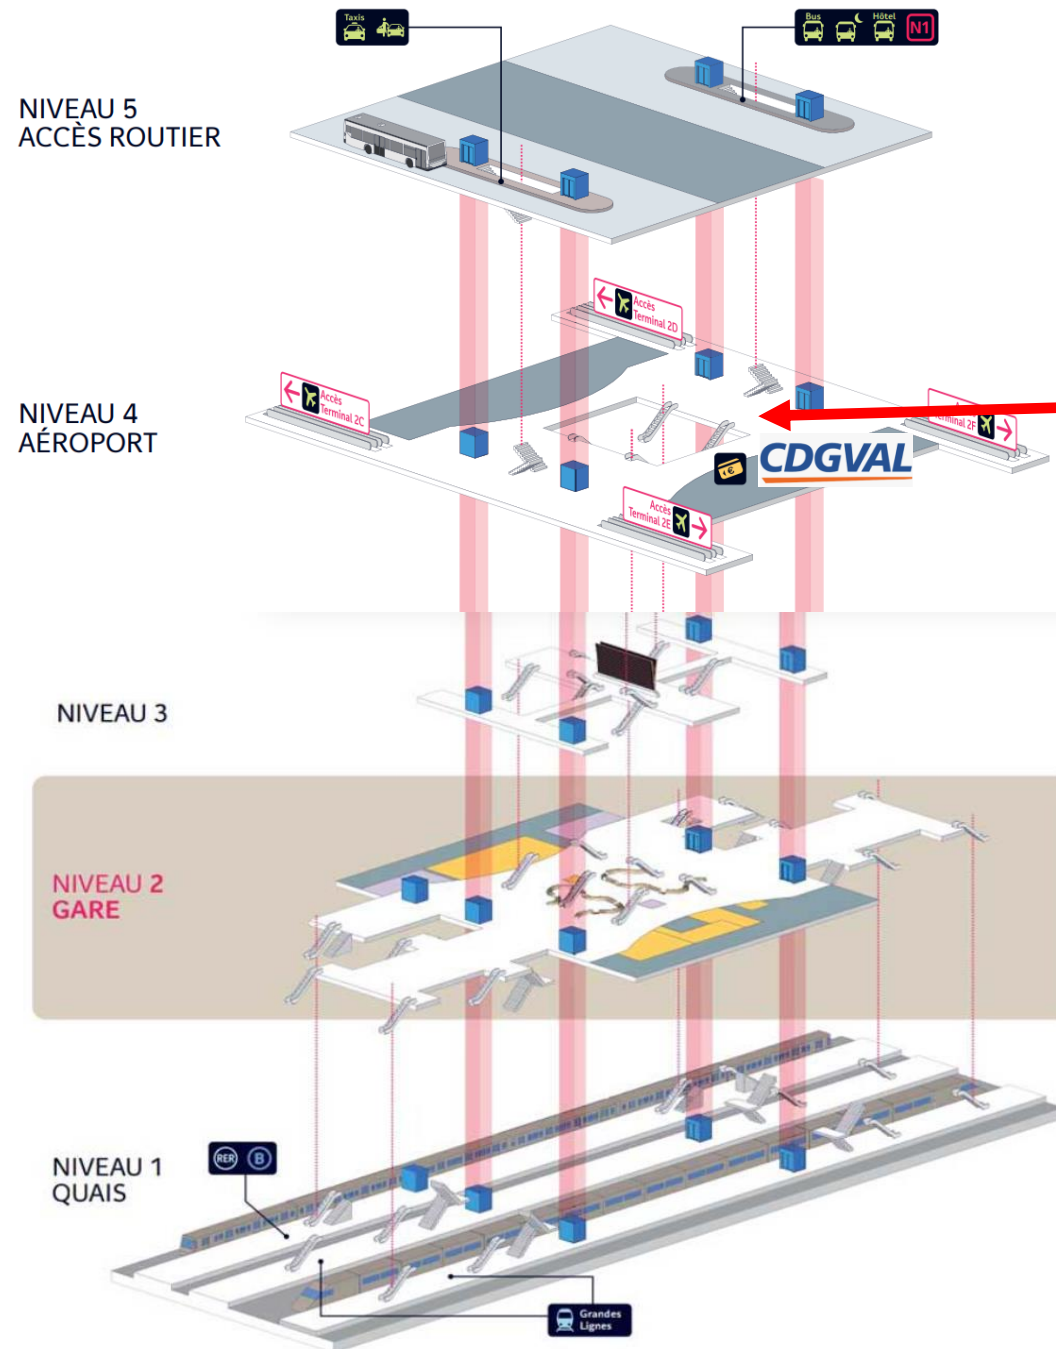 Taxis
Bus
Hôtel
N1
NIVEAU 5
ACCÈS ROUTIER
Accès
Terminal 2D
Accès
Terminal 2C
Accès
Terminal 2F
NIVEAU 4
AÉROPORT
€
CDGVAL
Accès
Terminal 2E
NIVEAU 3
NIVEAU 2
GARE
NIVEAU 1
QUAIS
RER B
Grandes
Lignes